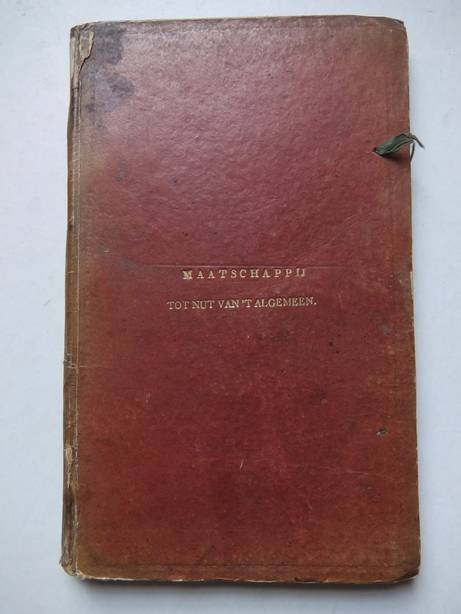 MAATSCHAPPIJ
TOT NUT VAN 'T ALGEMEEN.